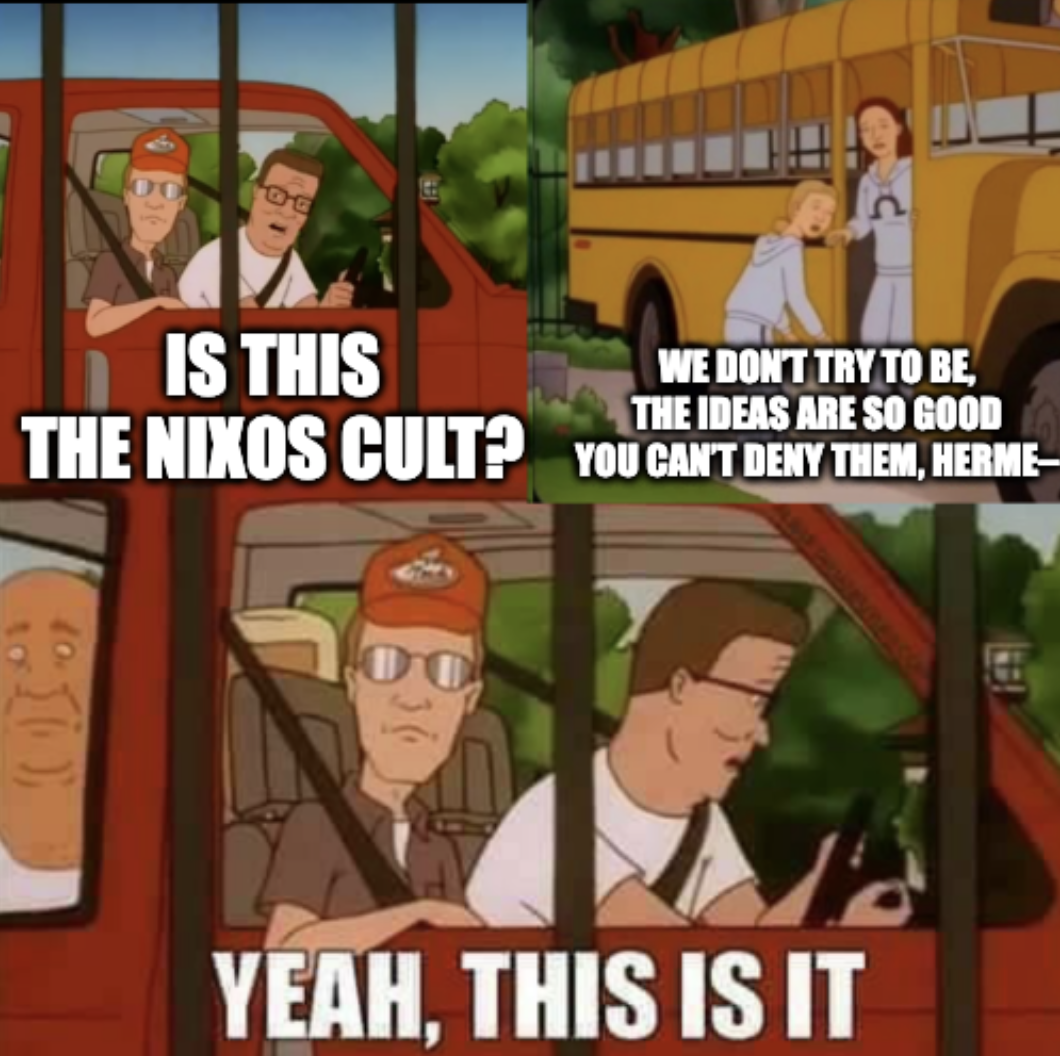 IS THIS
THE NIXOS CULT?
WE DON'T TRY TO BE,
THE IDEAS ARE SO GOOD
YOU CAN'T DENY THEM, HERME-
YEAH, THIS IS IT